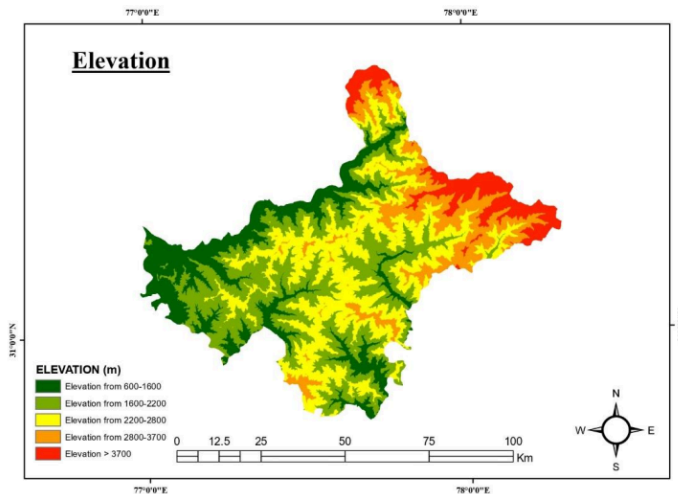 77°0'0"E 78°0'0"E
Elevation
31°0'0"N
ELEVATION (m)
Elevation from 600-1600
Elevation from 1600-2200
Elevation from 2200-2800
Elevation from 2800-3700
Elevation > 3700
0 12.5 25 50 75 100
Km
N
W E
S
77°0'0"E 78°0'0"E